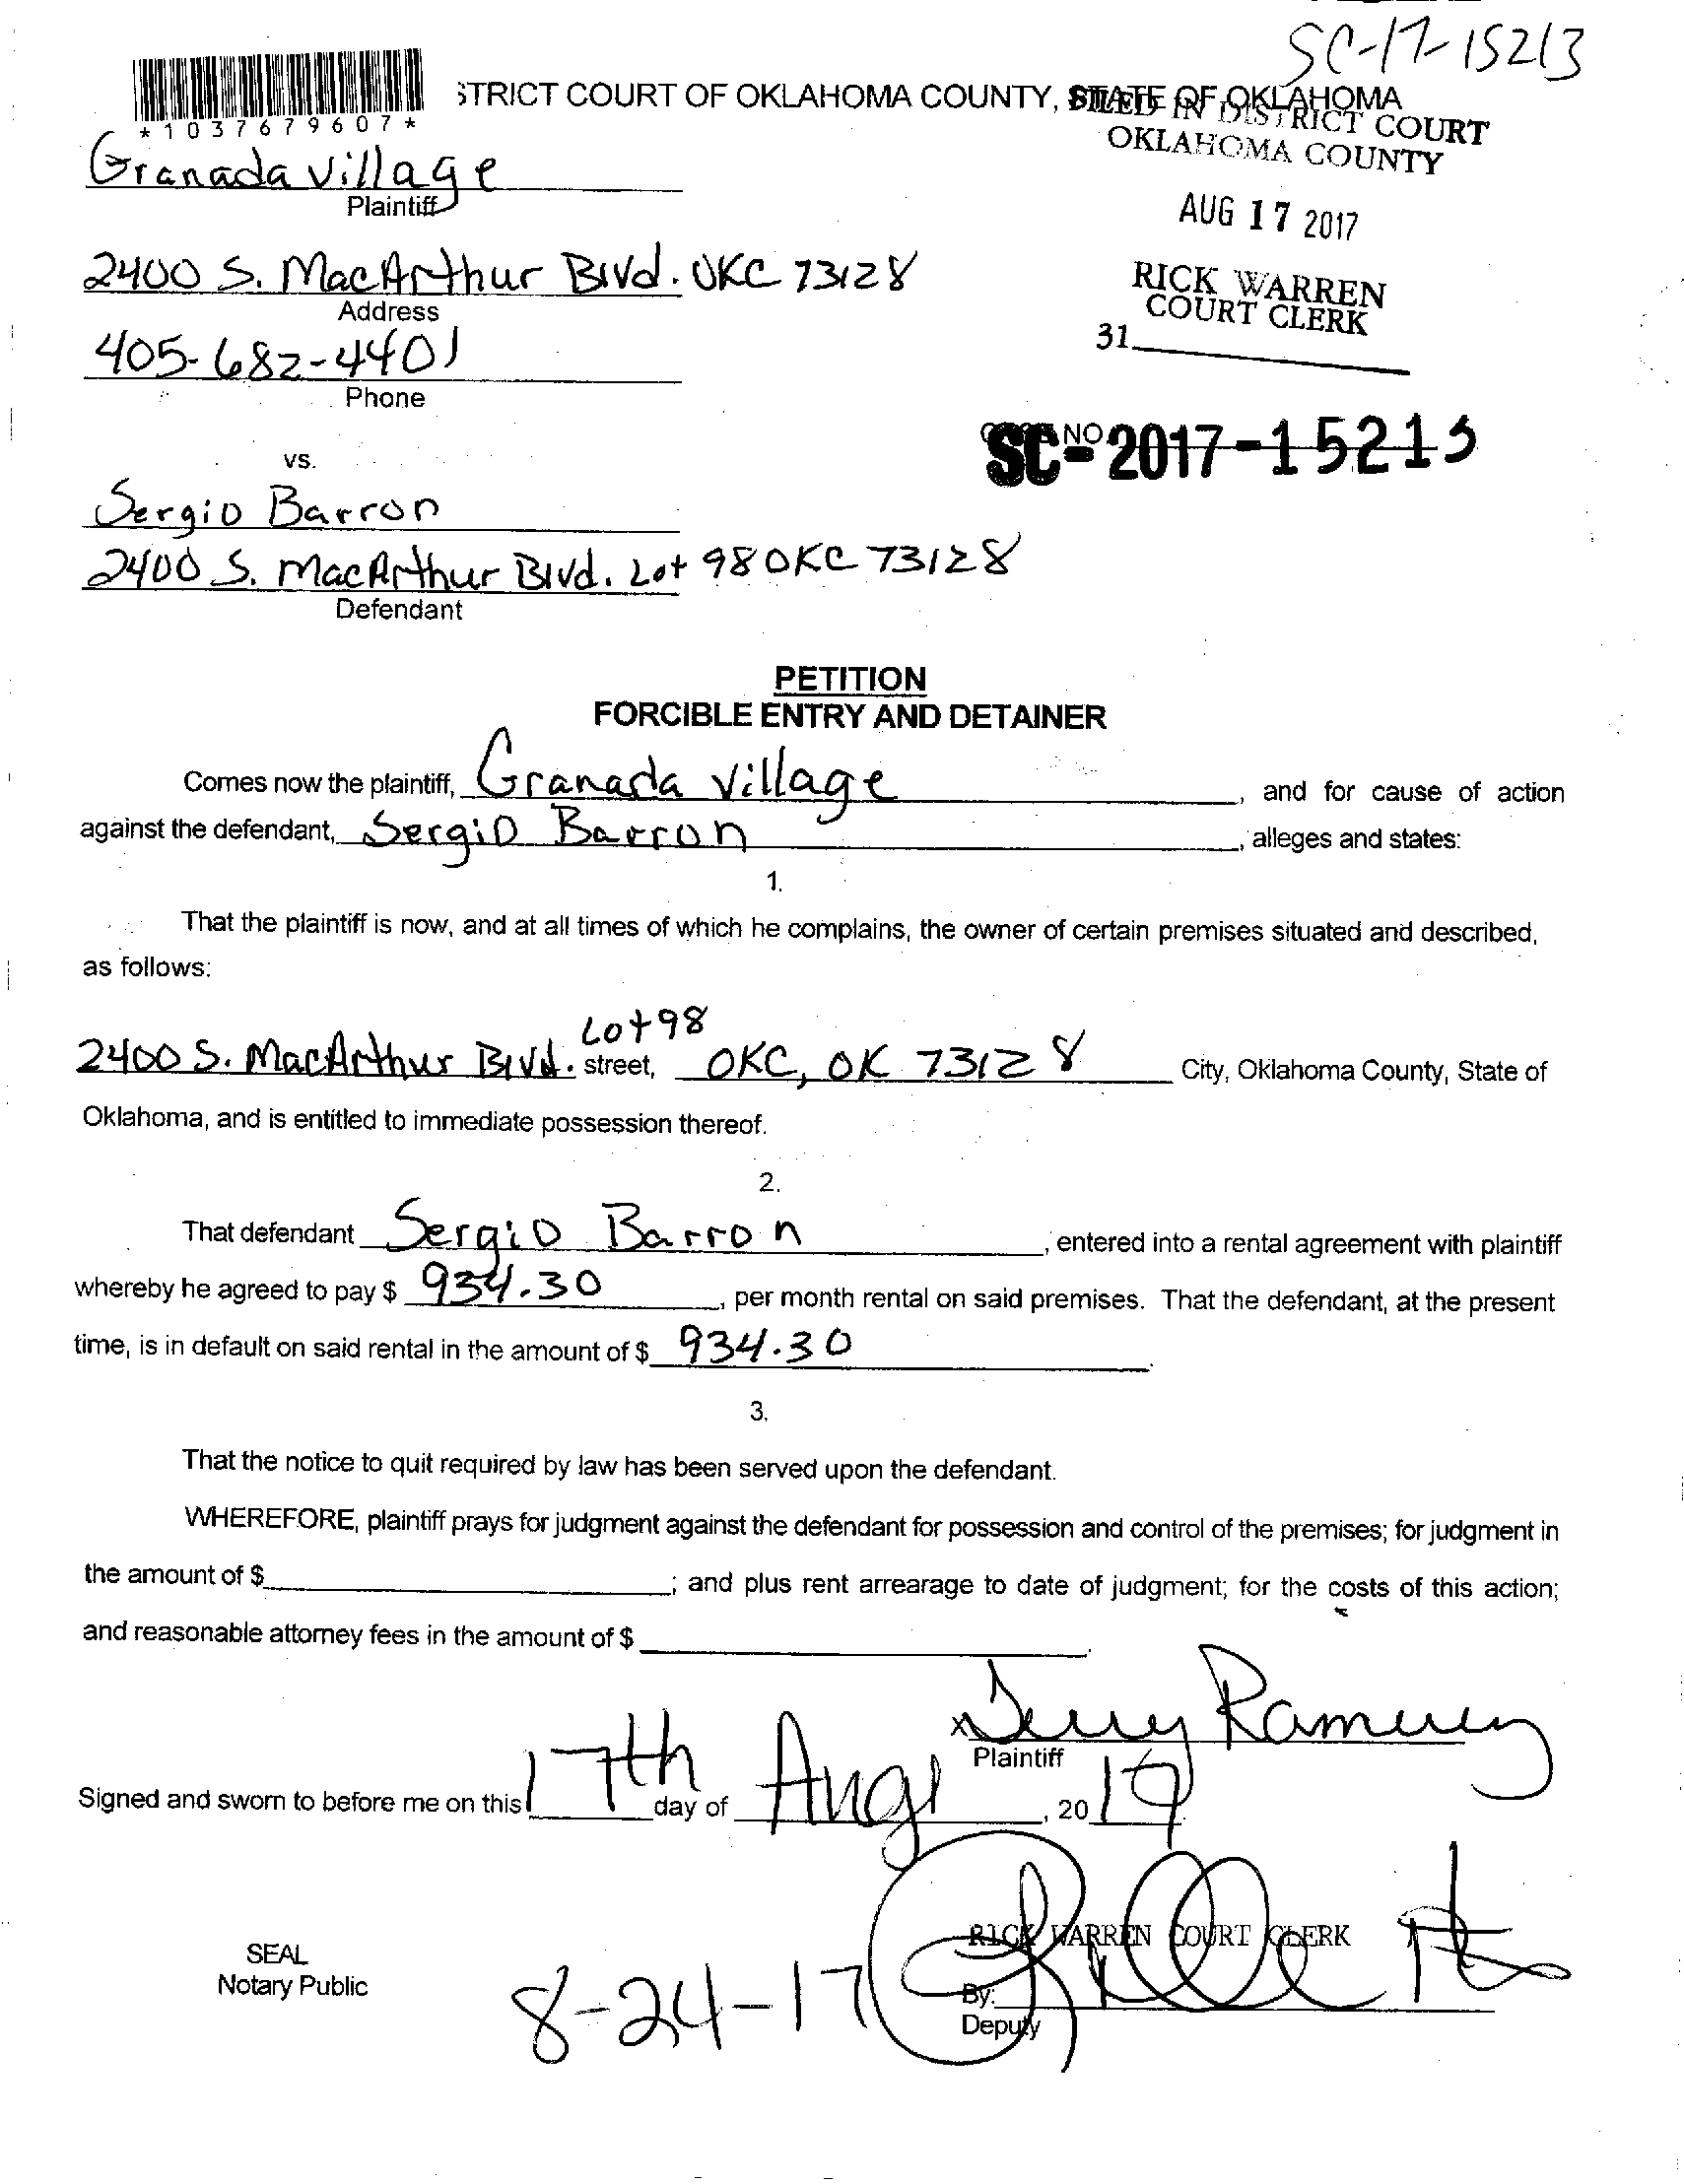 SC-17-15213
*1037679607*
STRICT COURT OF OKLAHOMA COUNTY, STATE OF OKLAHOMA
FILED IN DISTRICT COURT
OKLAHOMA COUNTY
Granada Village
Plaintiff
AUG 17 2017
2400 S. MacArthur Blvd. OKC 73128
Address
RICK WARREN
COURT CLERK
31
405-682-4401
Phone
SC-2017-15213
NO
vs.
Sergio Barron
2400 S. MacArthur Blvd. Lot 98 OKC 73128
Defendant
PETITION
FORCIBLE ENTRY AND DETAINER
Comes now the plaintiff, Granada Village, and for cause of action
against the defendant, Sergio Barron, alleges and states:
1.
That the plaintiff is now, and at all times of which he complains, the owner of certain premises situated and described,
as follows:
Lot 98
2400 S. MacArthur Blvd. street, OKC, OK 73128 City, Oklahoma County, State of
Oklahoma, and is entitled to immediate possession thereof.
2.
That defendant Sergio Barron, entered into a rental agreement with plaintiff
whereby he agreed to pay $ 934.30, per month rental on said premises. That the defendant, at the present
time, is in default on said rental in the amount of $ 934.30.
3.
That the notice to quit required by law has been served upon the defendant.
WHEREFORE, plaintiff prays for judgment against the defendant for possession and control of the premises; for judgment in
the amount of $ ; and plus rent arrearage to date of judgment; for the costs of this action;
and reasonable attorney fees in the amount of $ .
x
Plaintiff
Signed and sworn to before me on this 17th day of Aug, 20 17
RICK WARREN COURT CLERK
SEAL
Notary Public
8-24-17
By:
Deputy